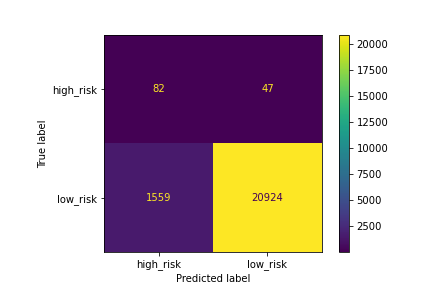 high_risk
low_risk
True label
82
47
1559
20924
high_risk
low_risk
Predicted label
20000
17500
15000
12500
10000
7500
5000
2500